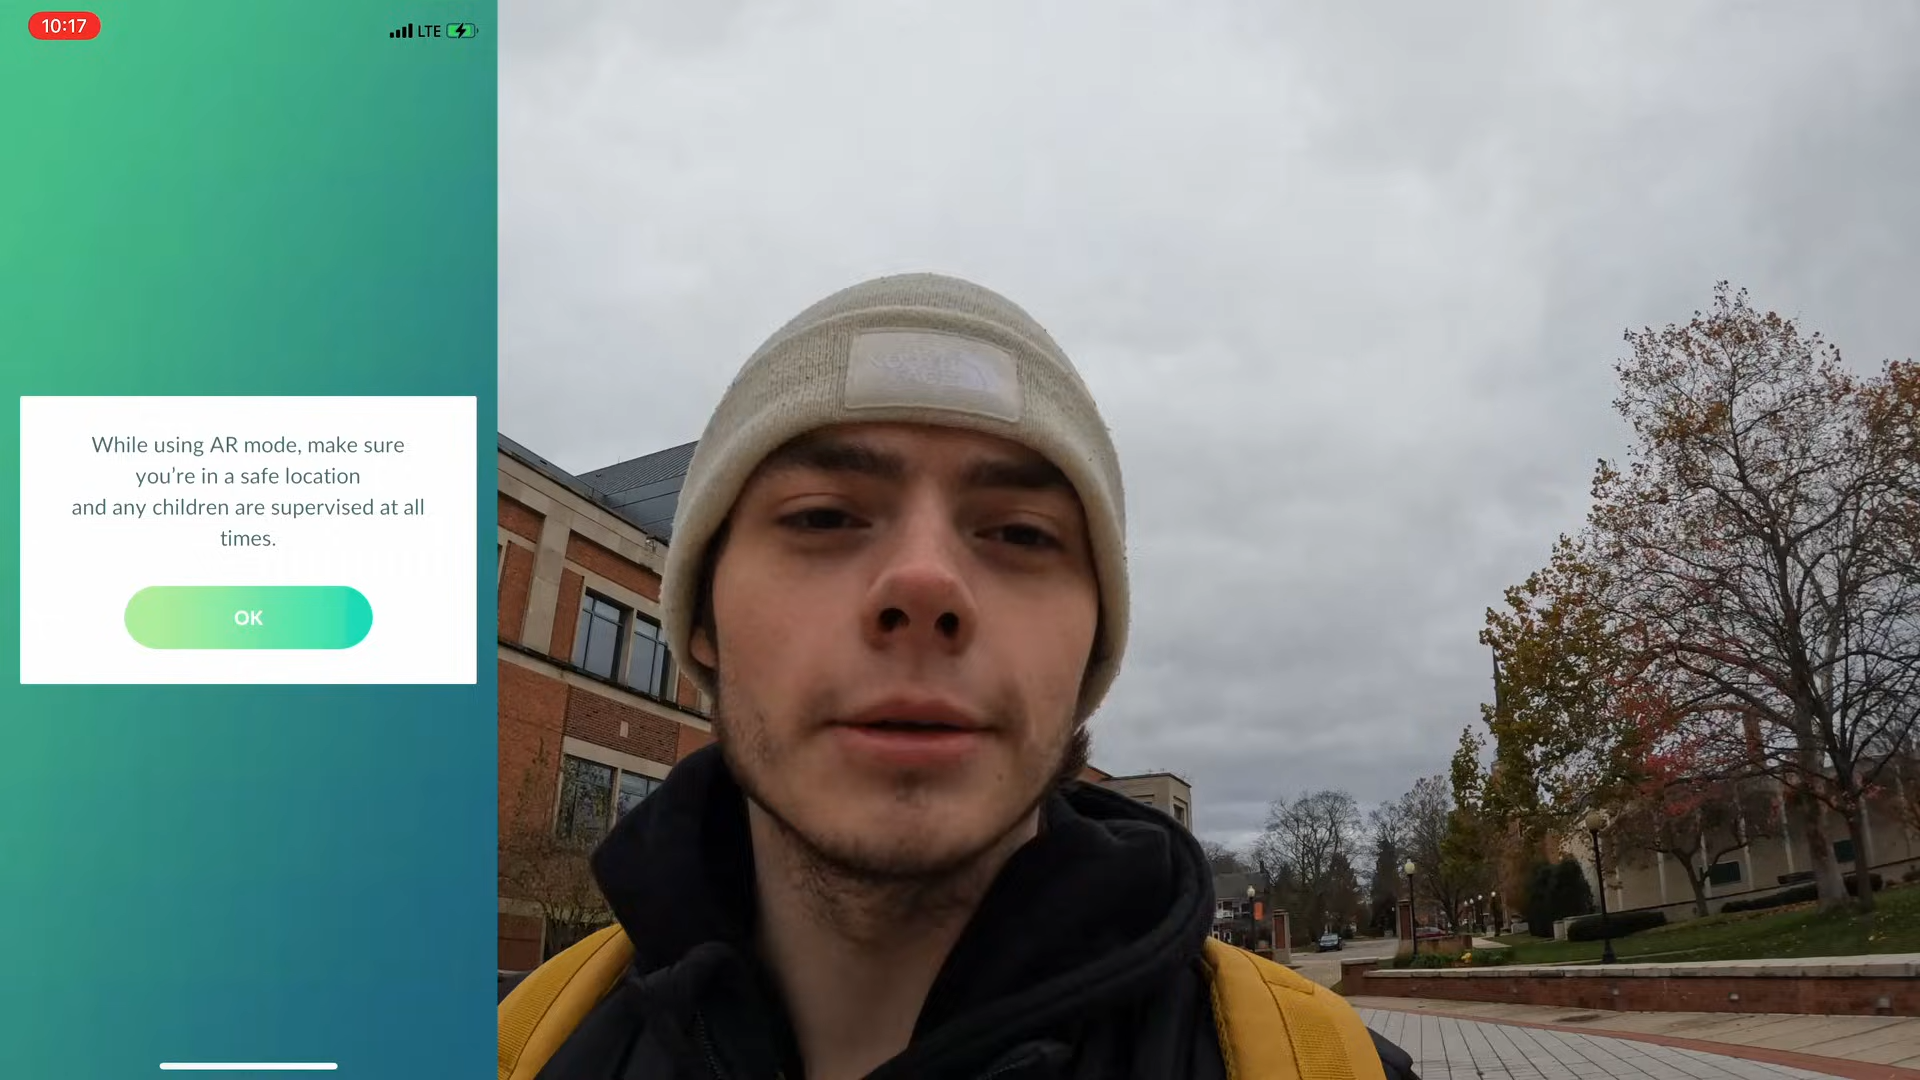 10:17
LTE
While using AR mode, make sure
you're in a safe location
and any children are supervised at all
times.
OK